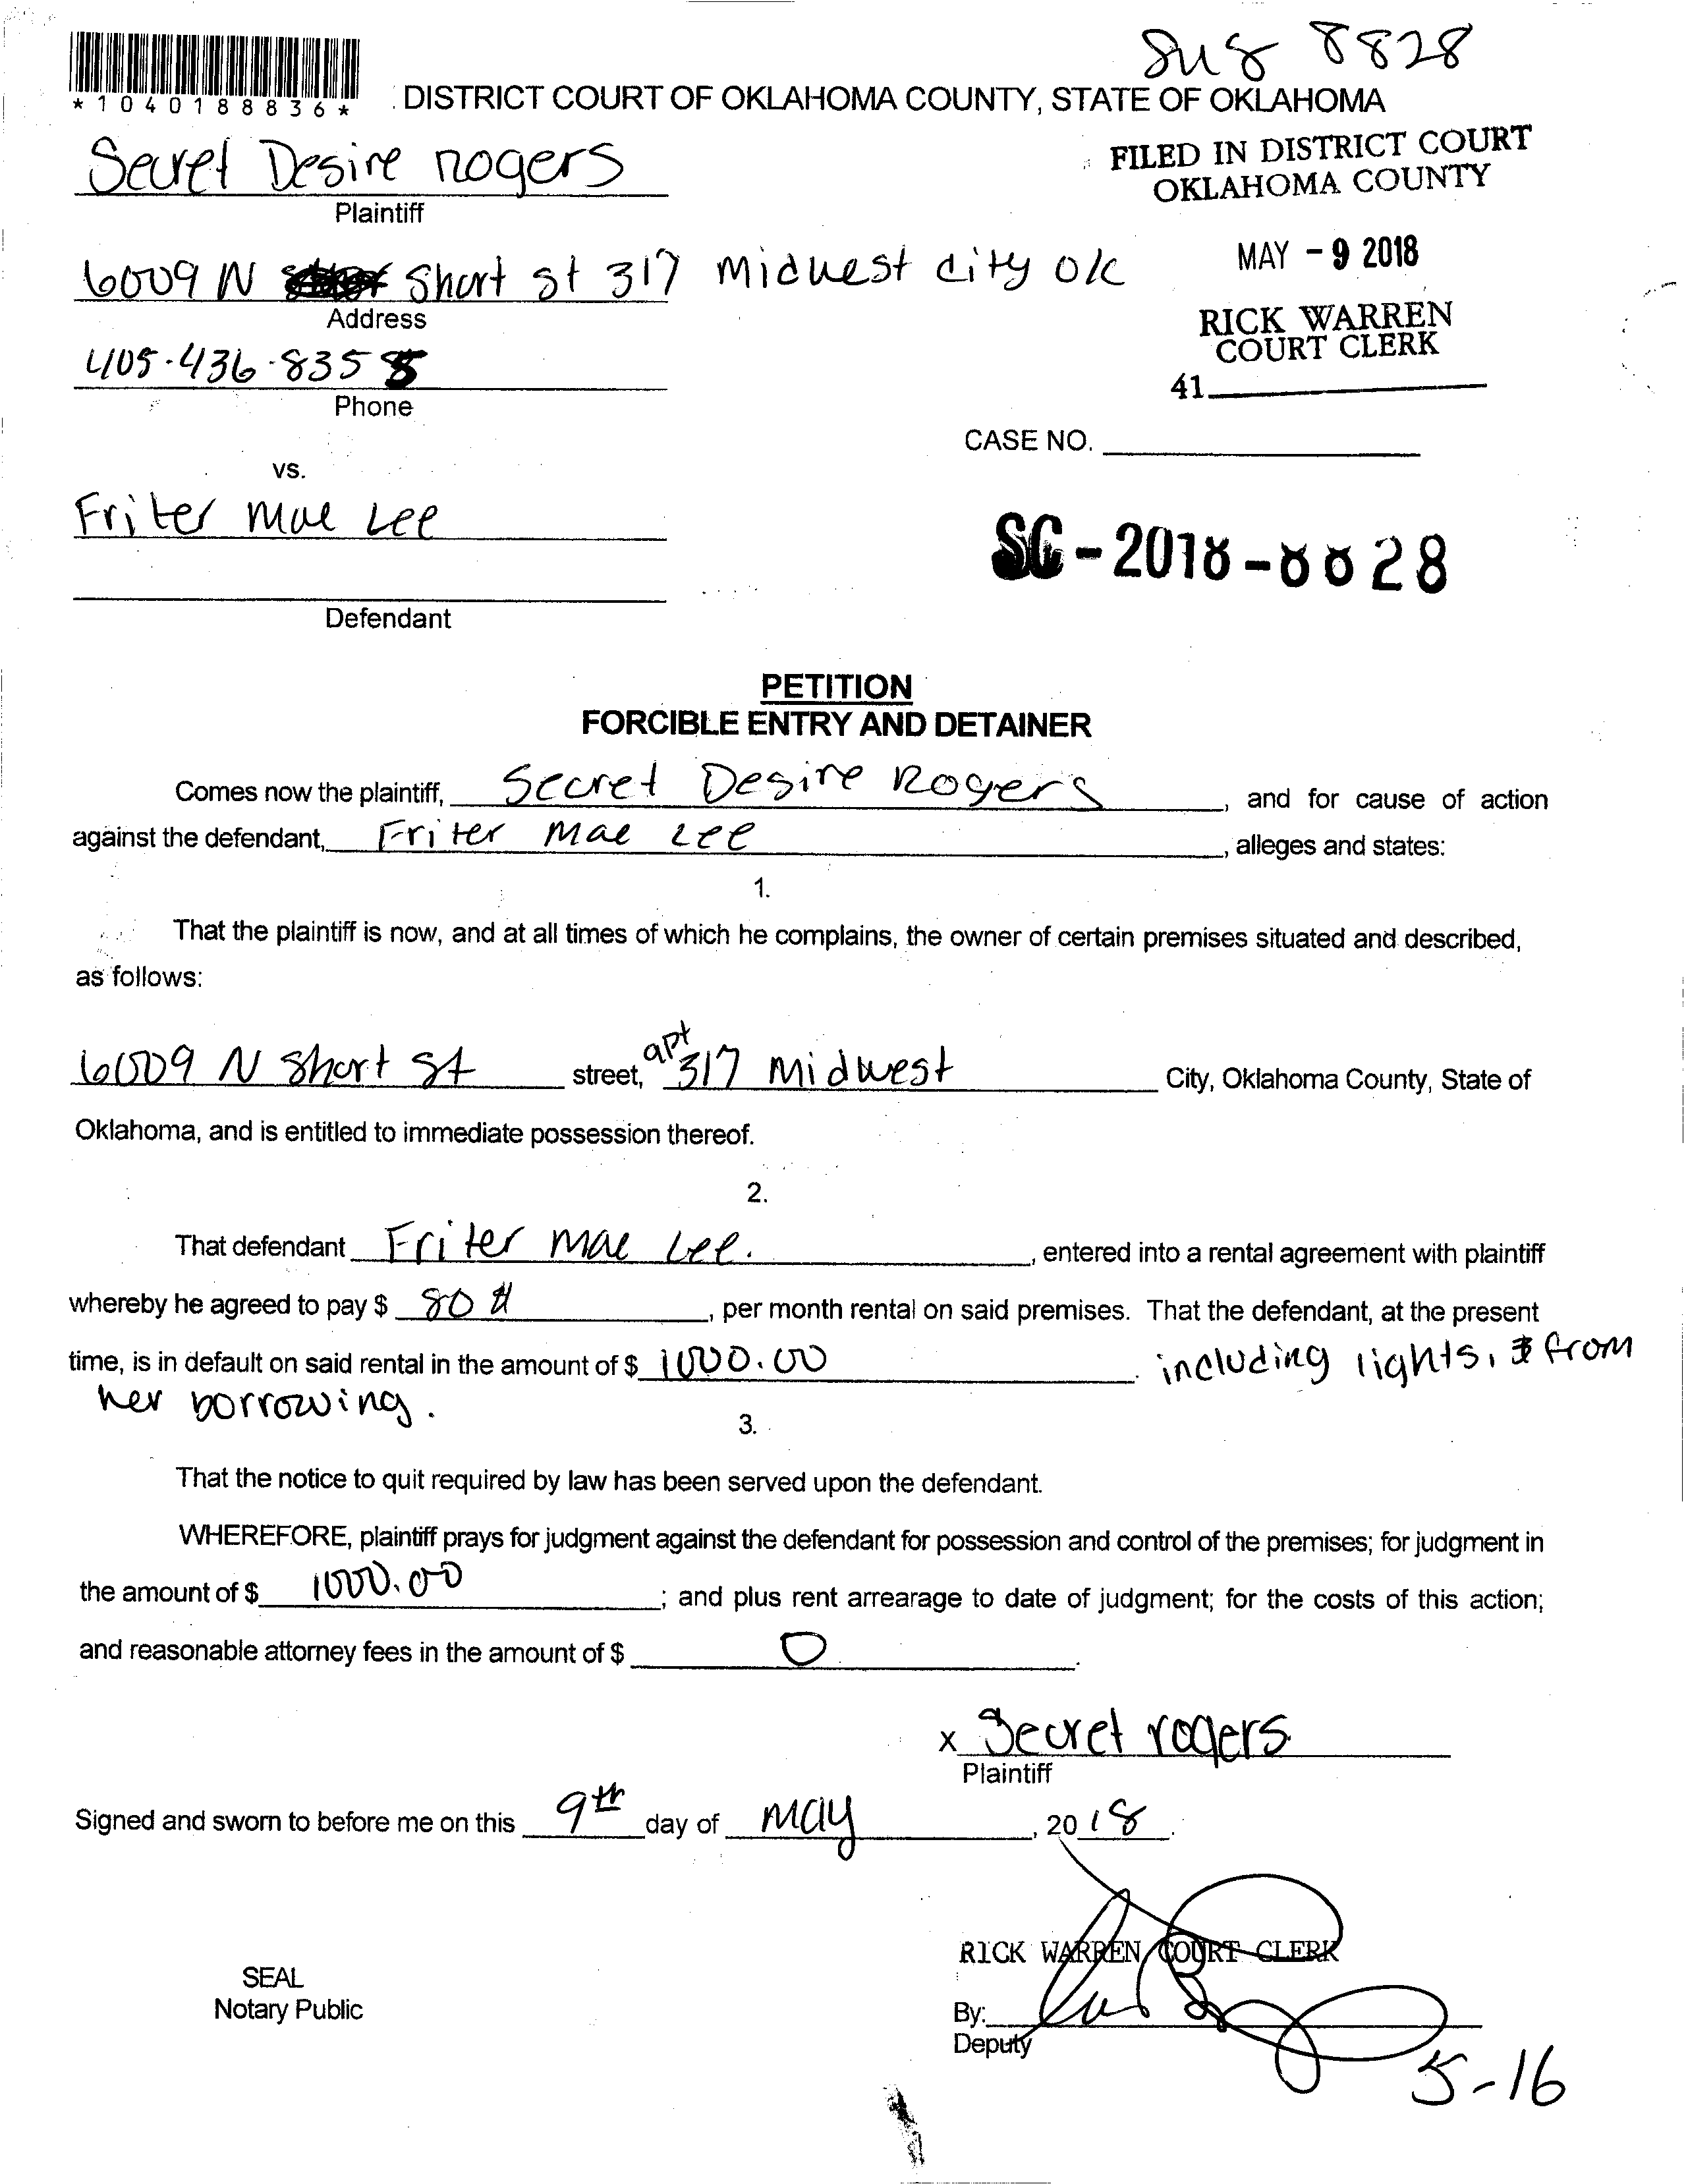 8828
*1040188836*
DISTRICT COURT OF OKLAHOMA COUNTY, STATE OF OKLAHOMA
Secret Desire Rogers
Plaintiff
FILED IN DISTRICT COURT
OKLAHOMA COUNTY
6009 N Short st 317 Midwest city OK
Address
MAY - 9 2018
RICK WARREN
COURT CLERK
405-436-8358
Phone
41
CASE NO.
vs.
Friter Mae Lee
SC-2018-8828
Defendant
PETITION
FORCIBLE ENTRY AND DETAINER
Comes now the plaintiff, Secret Desire Rogers, and for cause of action
against the defendant, Friter Mae Lee, alleges and states:
1.
That the plaintiff is now, and at all times of which he complains, the owner of certain premises situated and described,
as follows:
6009 N Short St street, apt 317 Midwest City, Oklahoma County, State of
Oklahoma, and is entitled to immediate possession thereof.
2.
That defendant Friter Mae Lee., entered into a rental agreement with plaintiff
whereby he agreed to pay $ 80, per month rental on said premises. That the defendant, at the present
time, is in default on said rental in the amount of $ 1000.00. including lights, & from
her borrowing.
3.
That the notice to quit required by law has been served upon the defendant.
WHEREFORE, plaintiff prays for judgment against the defendant for possession and control of the premises; for judgment in
the amount of $ 1000.00; and plus rent arrearage to date of judgment; for the costs of this action;
and reasonable attorney fees in the amount of $ 0.
x Secret rogers
Plaintiff
Signed and sworn to before me on this 9th day of may, 2018.
RICK WARREN COURT CLERK
SEAL
Notary Public
By:
Deputy
5-16